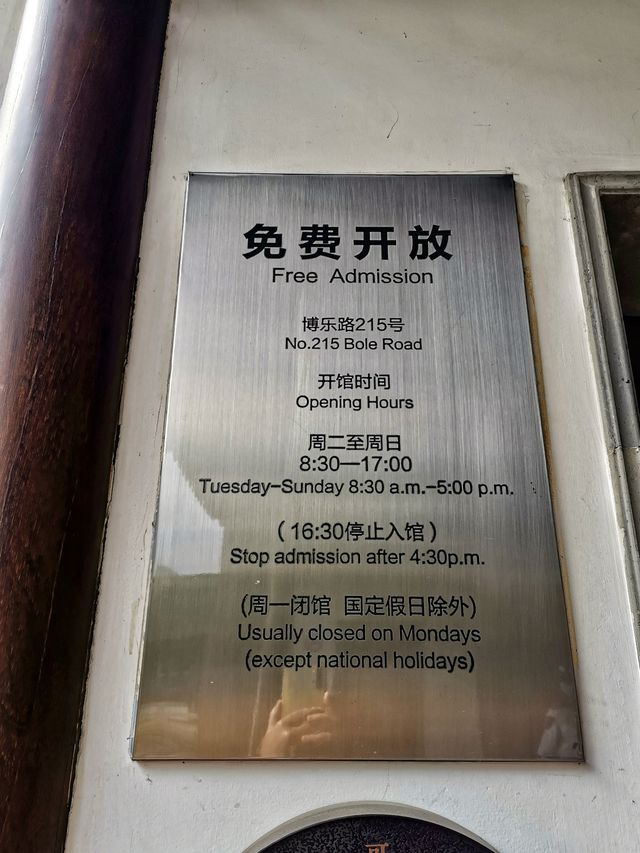 免费开放
Free Admission
博乐路215号
No.215 Bole Road
开馆时间
Opening Hours
周二至周日
8:30—17:00
Tuesday-Sunday 8:30 a.m.-5:00 p.m.
(16:30停止入馆)
Stop admission after 4:30p.m.
(周一闭馆 国定假日除外)
Usually closed on Mondays
(except national holidays)